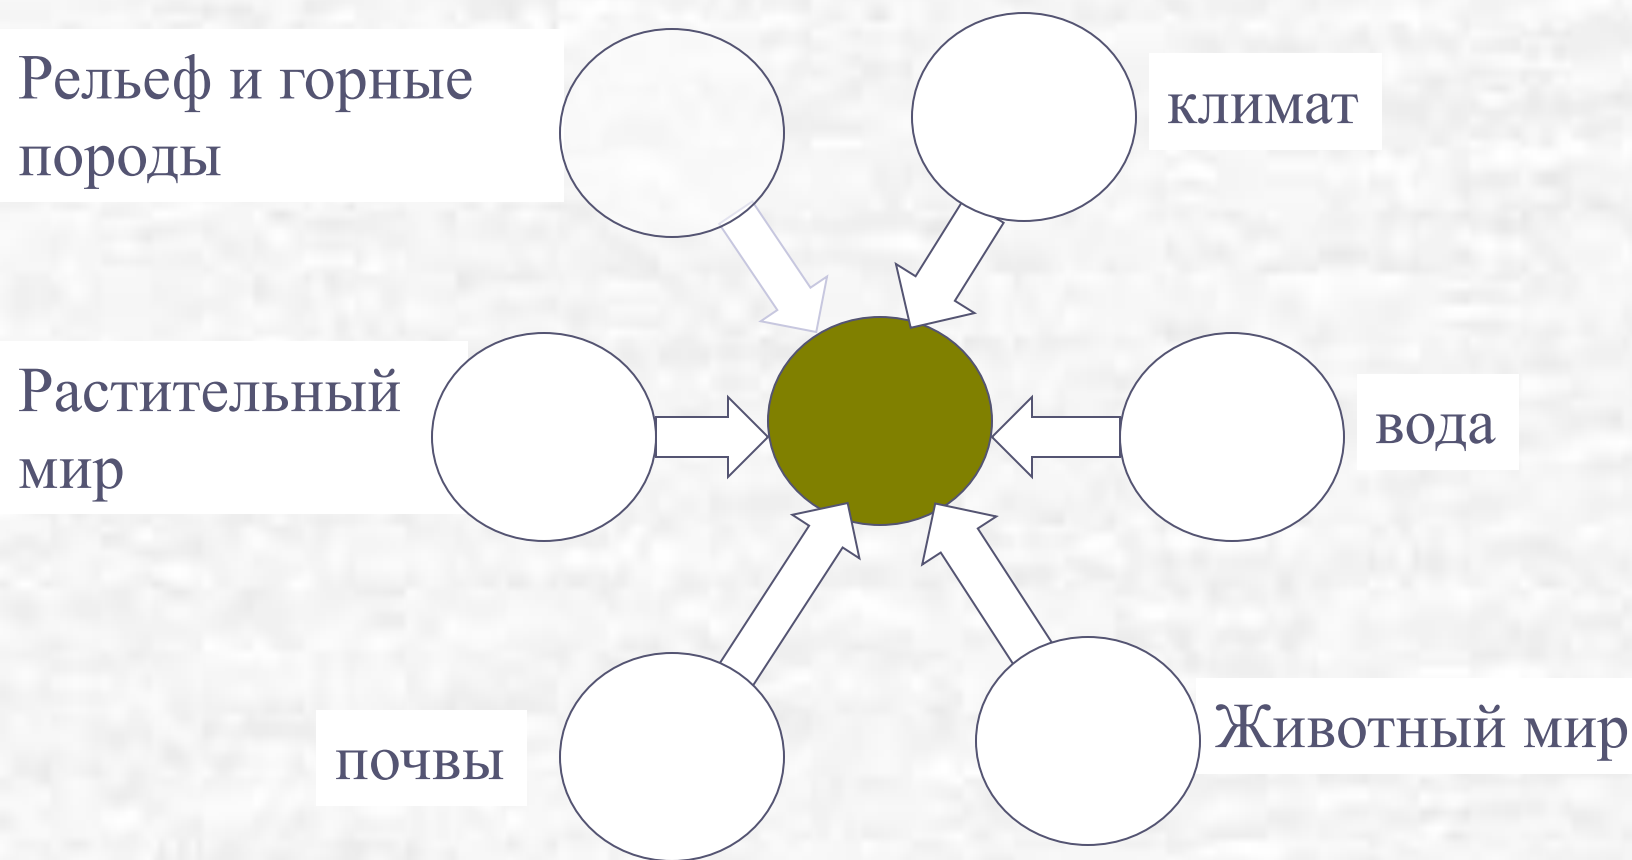 Рельеф и горные
породы
климат
Растительный
мир
вода
почвы
Животный мир